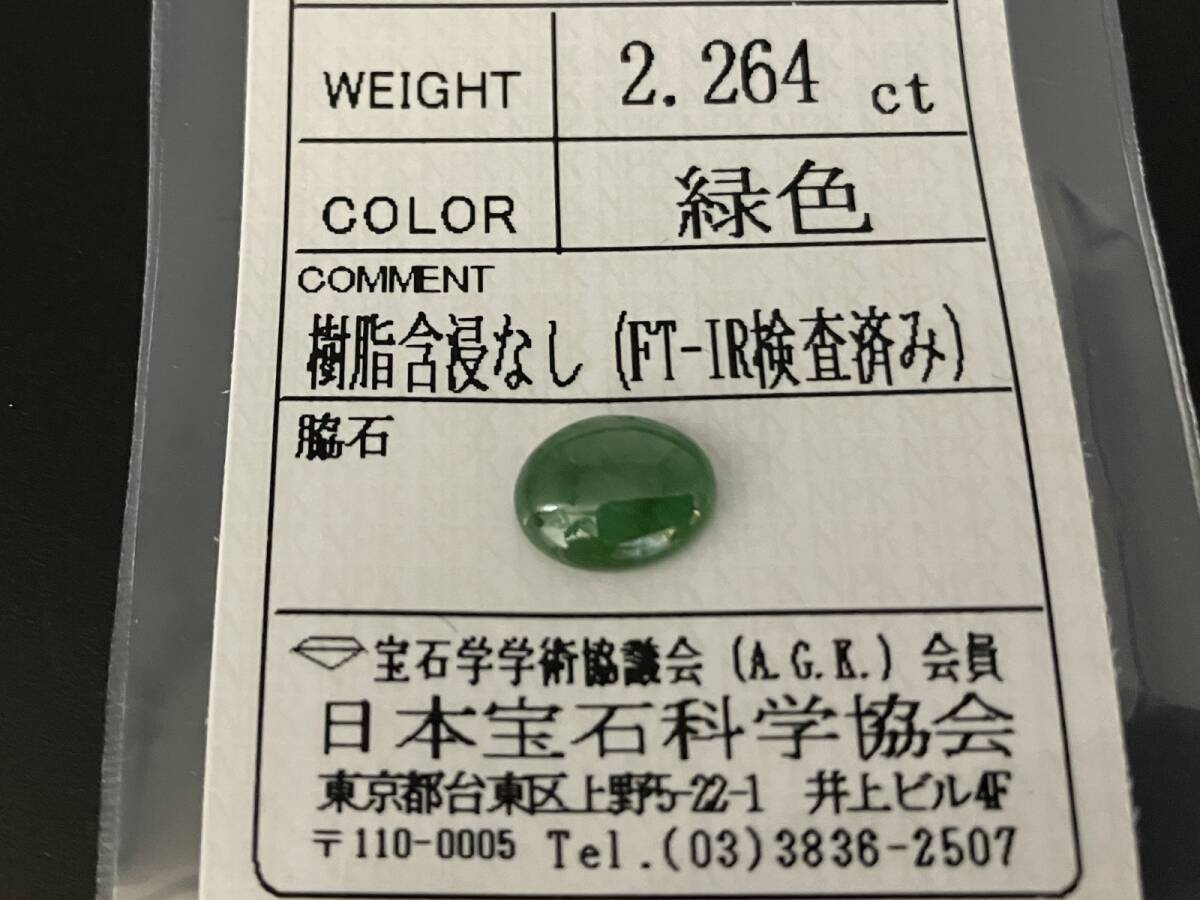 WEIGHT 2.264 ct
COLOR 緑色
COMMENT
樹脂含浸なし (FT-IR検査済み)
脇石
宝石学学術協議会 (A.G.K.) 会員
日本宝石科学協会
東京都台東区上野5-22-1 井上ビル4F
〒110-0005 Tel.(03)3836-2507